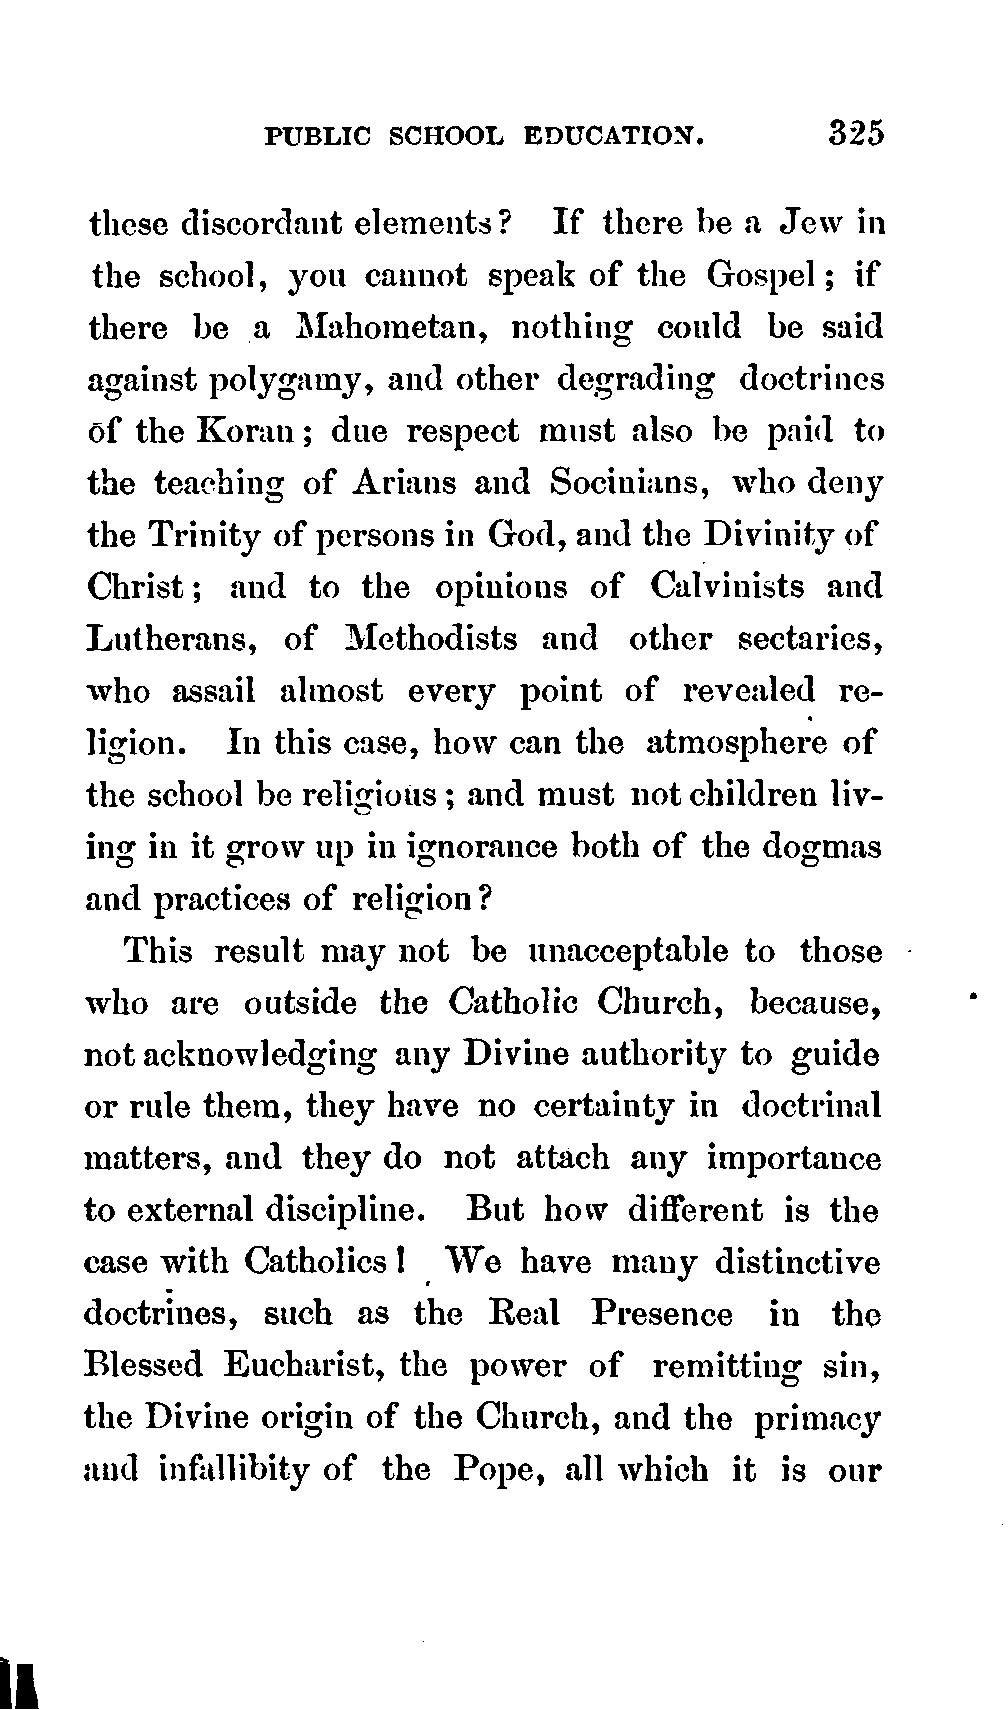 PUBLIC SCHOOL EDUCATION. 325
these discordant elements? If there be a Jew in
the school, you cannot speak of the Gospel; if
there be a Mahometan, nothing could be said
against polygamy, and other degrading doctrines
of the Koran; due respect must also be paid to
the teaching of Arians and Socinians, who deny
the Trinity of persons in God, and the Divinity of
Christ; and to the opinions of Calvinists and
Lutherans, of Methodists and other sectaries,
who assail almost every point of revealed re-
ligion. In this case, how can the atmosphere of
the school be religious; and must not children liv-
ing in it grow up in ignorance both of the dogmas
and practices of religion?
This result may not be unacceptable to those
who are outside the Catholic Church, because,
not acknowledging any Divine authority to guide
or rule them, they have no certainty in doctrinal
matters, and they do not attach any importance
to external discipline. But how different is the
case with Catholics! We have many distinctive
doctrines, such as the Real Presence in the
Blessed Eucharist, the power of remitting sin,
the Divine origin of the Church, and the primacy
and infallibity of the Pope, all which it is our